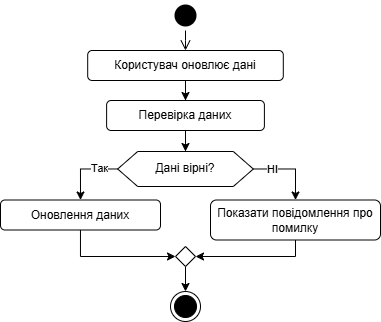 Користувач оновлює дані
Перевірка даних
Дані вірні?
Так
НІ
Оновлення даних
Показати повідомлення про
помилку